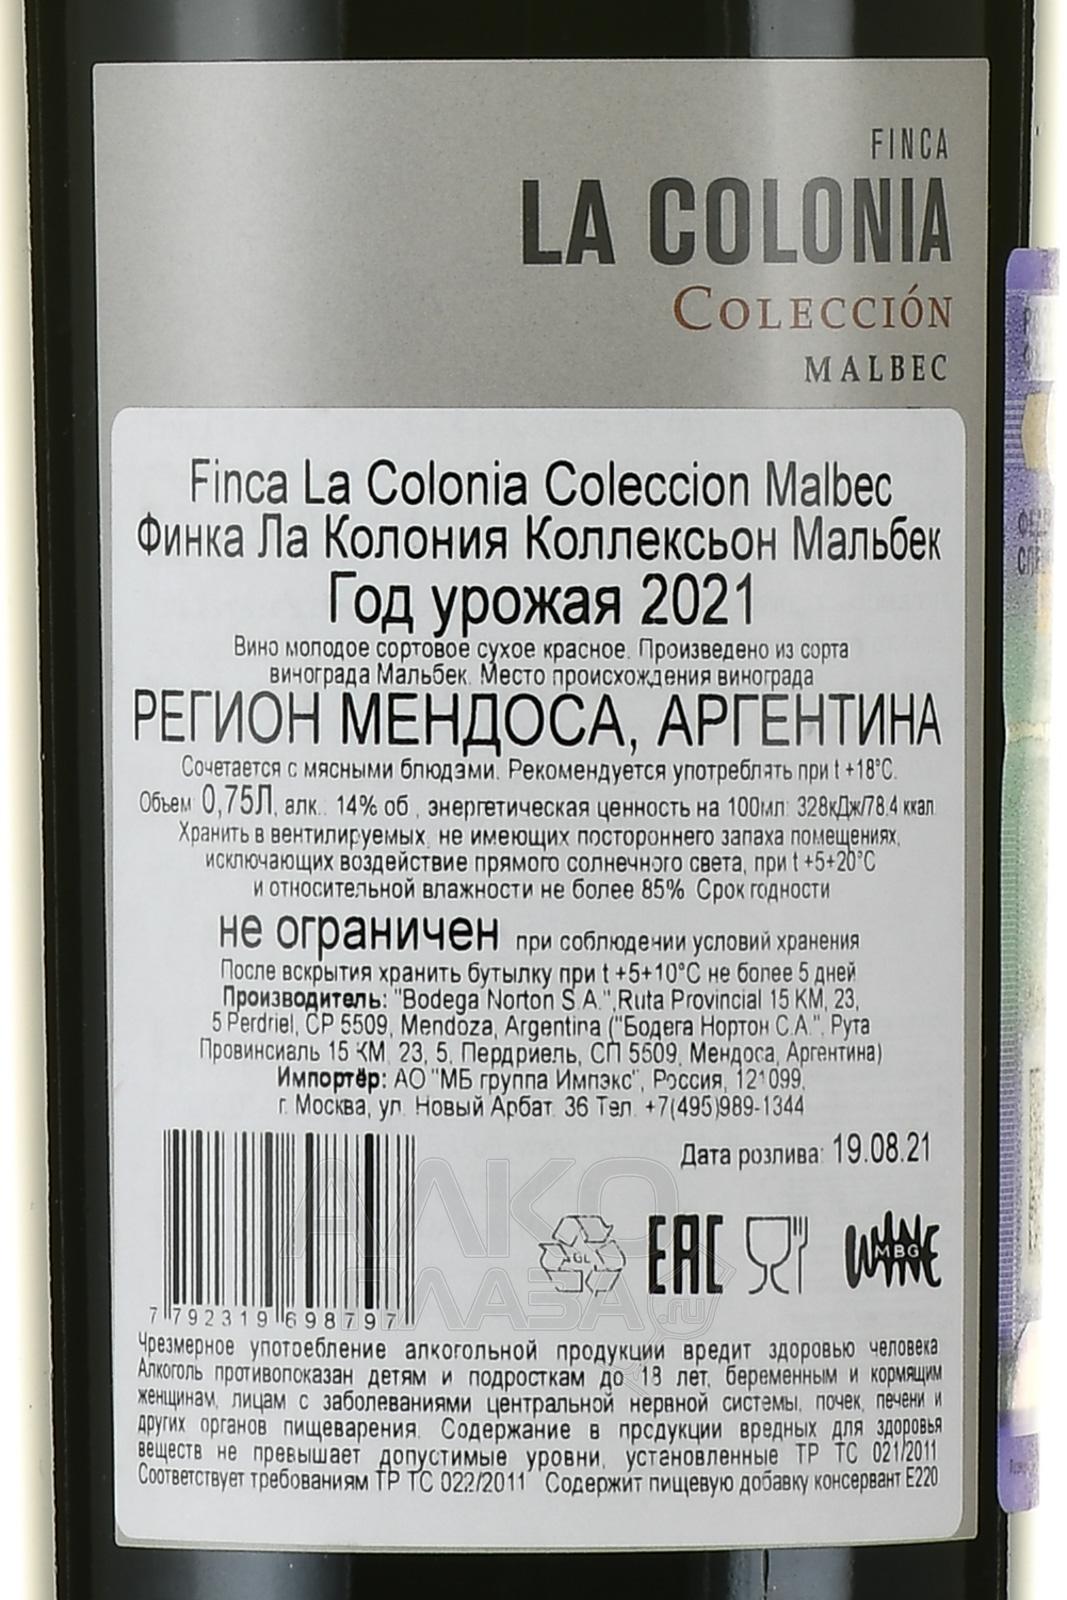 FINCA
LA COLONIA
COLECCIÓN
MALBEC
Finca La Colonia Coleccion Malbec
Финка Ла Колония Коллексьон Мальбек
Год урожая 2021
Вино молодое сортовое сухое красное. Произведено из сорта
винограда Мальбек. Место происхождения винограда
РЕГИОН МЕНДОСА, АРГЕНТИНА
Сочетается с мясными блюдами. Рекомендуется употреблять при t +18°С.
Объем 0,75Л, алк.: 14% об., энергетическая ценность на 100мл: 328кДж/78.4 ккал
Хранить в вентилируемых, не имеющих постороннего запаха помещениях,
исключающих воздействие прямого солнечного света, при t +5+20°С
и относительной влажности не более 85%. Срок годности
не ограничен при соблюдении условий хранения
После вскрытия хранить бутылку при t +5+10°С не более 5 дней
Производитель: "Bodega Norton S.A.", Ruta Provincial 15 KM, 23,
5 Perdriel, CP 5509, Mendoza, Argentina ("Бодега Нортон С.А.", Рута
Провинсиаль 15 КМ, 23, 5, Пердриель, СП 5509, Мендоса, Аргентина)
Импортёр: АО "МБ группа Импэкс", Россия, 121099,
г. Москва, ул. Новый Арбат, 36 Тел. +7(495)989-1344
Дата розлива: 19.08.21
АЛКО
ПЛАЗА.ru
GL
EAC
WINE
MBG
7 792319 698797
Чрезмерное употребление алкогольной продукции вредит здоровью человека
Алкоголь противопоказан детям и подросткам до 18 лет, беременным и кормящим
женщинам, лицам с заболеваниями центральной нервной системы, почек, печени и
других органов пищеварения. Содержание в продукции вредных для здоровья
веществ не превышает допустимые уровни, установленные ТР ТС 021/2011
Соответствует требованиям ТР ТС 022/2011 Содержит пищевую добавку консервант Е220